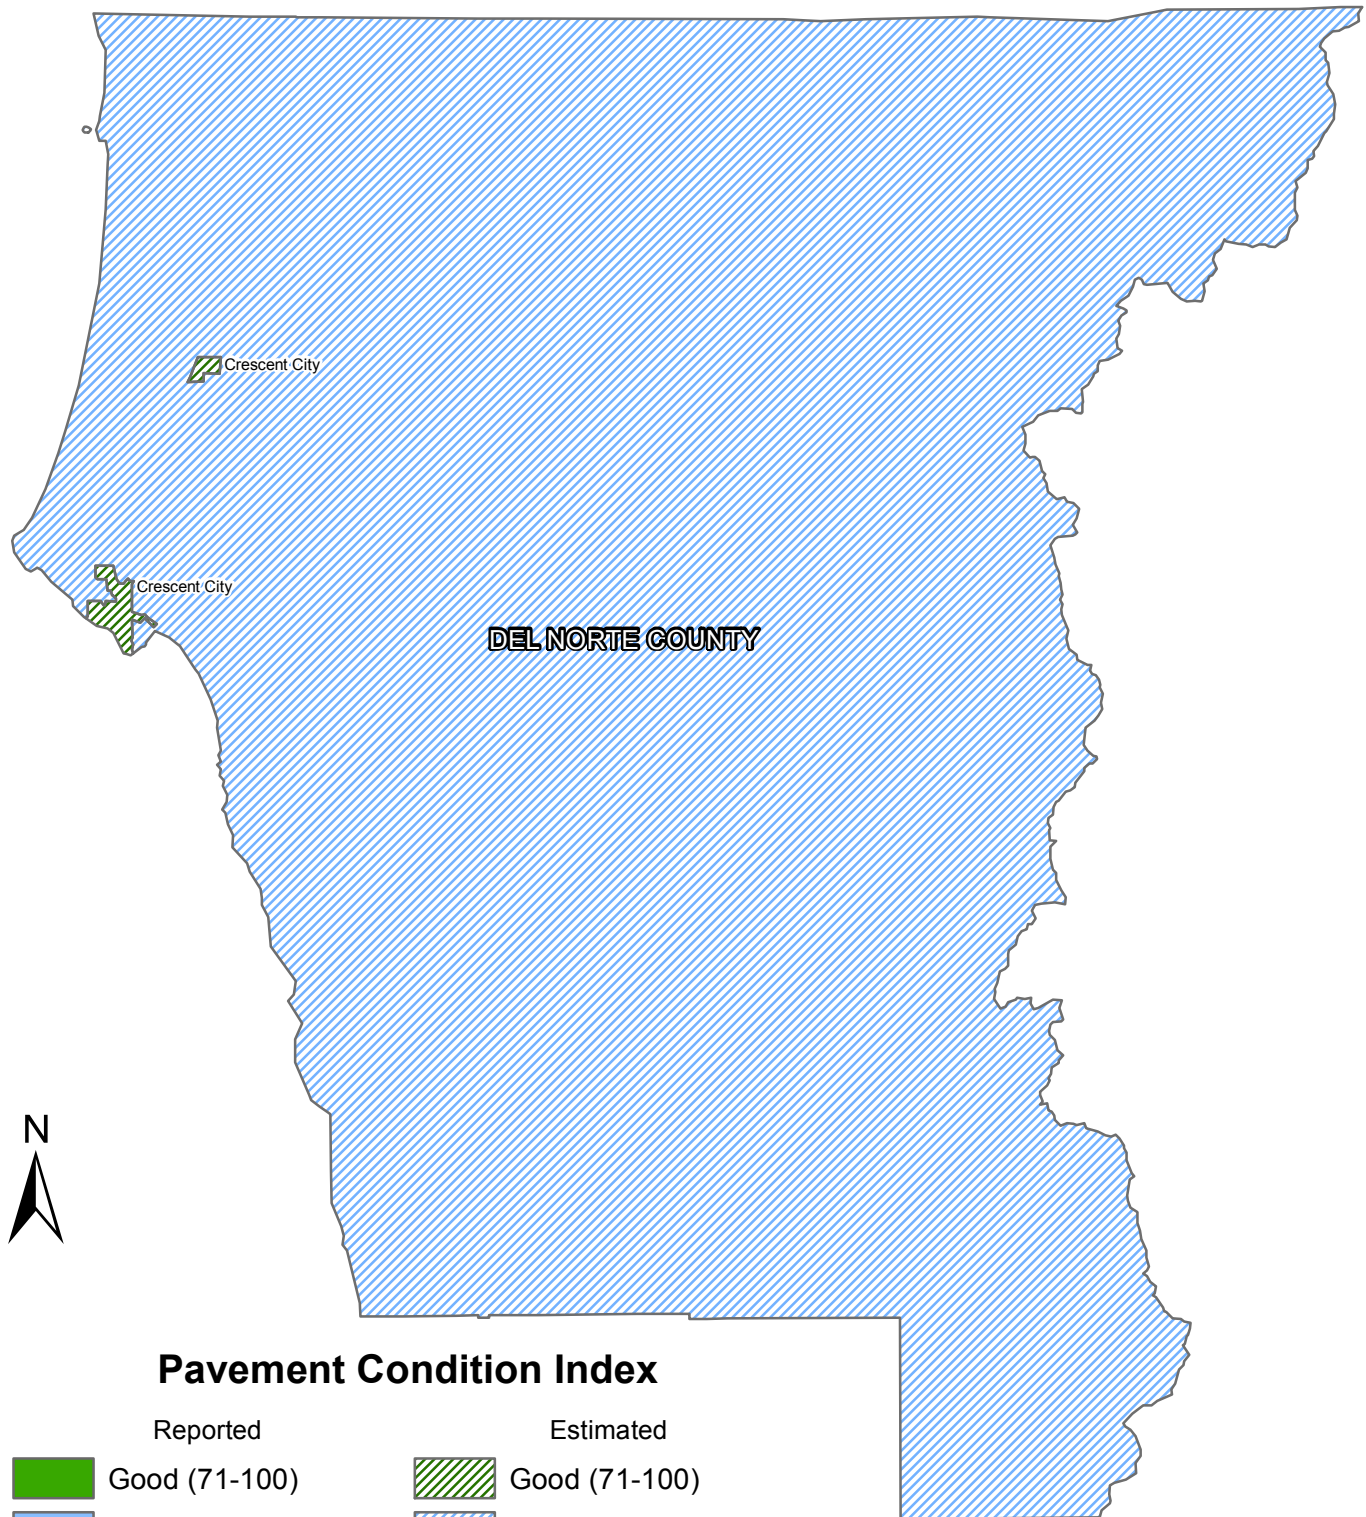 Crescent City
Crescent City
DEL NORTE COUNTY
N
Pavement Condition Index
Reported
Estimated
Good (71-100)
Good (71-100)